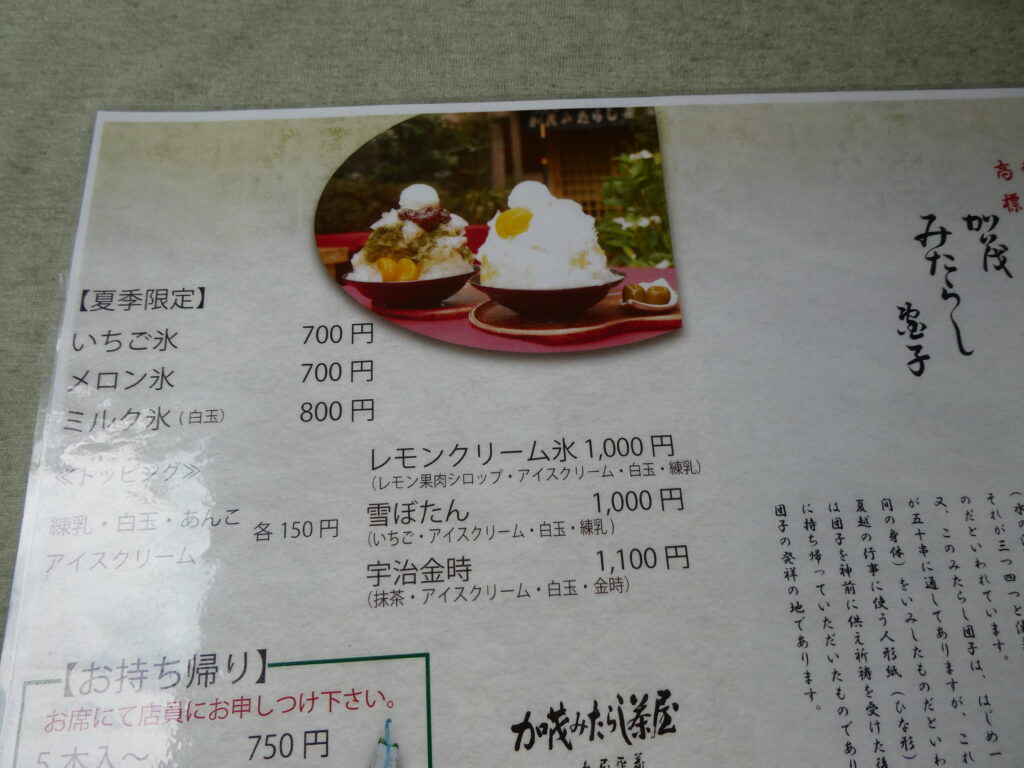 【夏季限定】
いちご氷 700円
メロン氷 700円
ミルク氷(白玉) 800円
≪トッピング≫
練乳・白玉・あんこ
アイスクリーム
各150円
レモンクリーム氷 1,000円
(レモン果肉シロップ・アイスクリーム・白玉・練乳)
雪ぼたん 1,000円
(いちご・アイスクリーム・白玉・練乳)
宇治金時 1,100円
(抹茶・アイスクリーム・白玉・金時)
【お持ち帰り】
お席にて店員にお申しつけ下さい。
5本入〜 750円
加茂みたらし茶屋
高
標
加茂
みたらし
団子
それが三つ四つと
のだといわれています。
又、このみたらし団子は、はじめ一
が五十串に通してありますが、これ
間の身体)をいみしたものだといわ
夏越の行事に使う人形紙(ひな形)
は団子を神前に供え祈祷を受けた後
に持ち帰っていただいたものであり
団子の発祥の地であります。